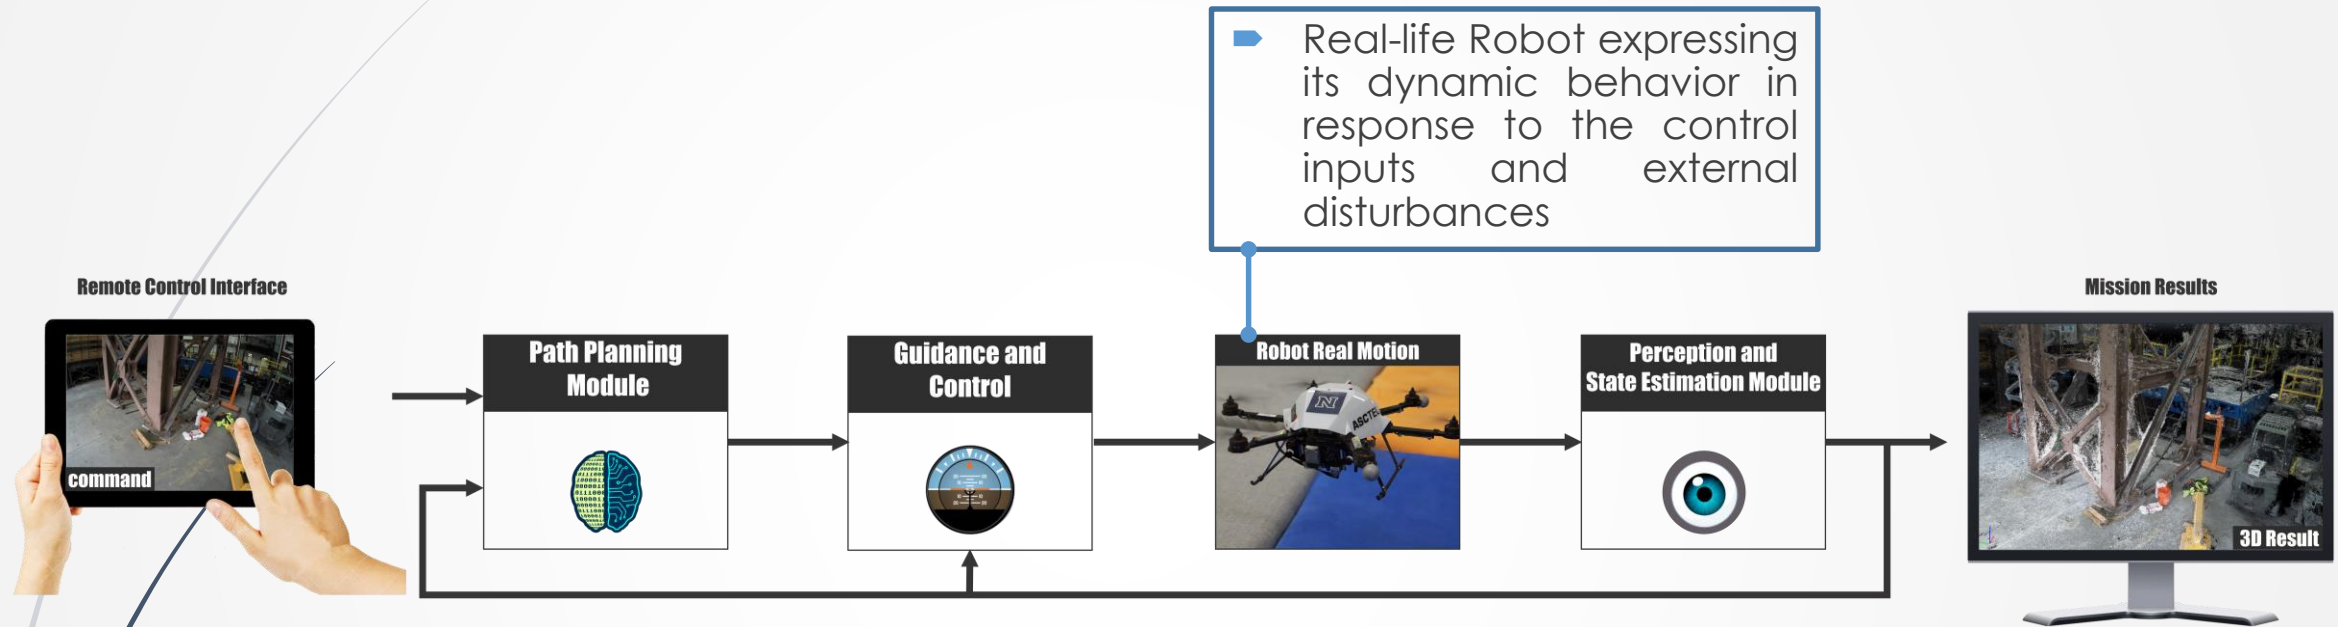 Real-life Robot expressing
its dynamic behavior in
response to the control
inputs and external
disturbances
Remote Control Interface
command
Path Planning
Module
Guidance and
Control
Robot Real Motion
N
ASCTEC
Perception and
State Estimation Module
Mission Results
3D Result